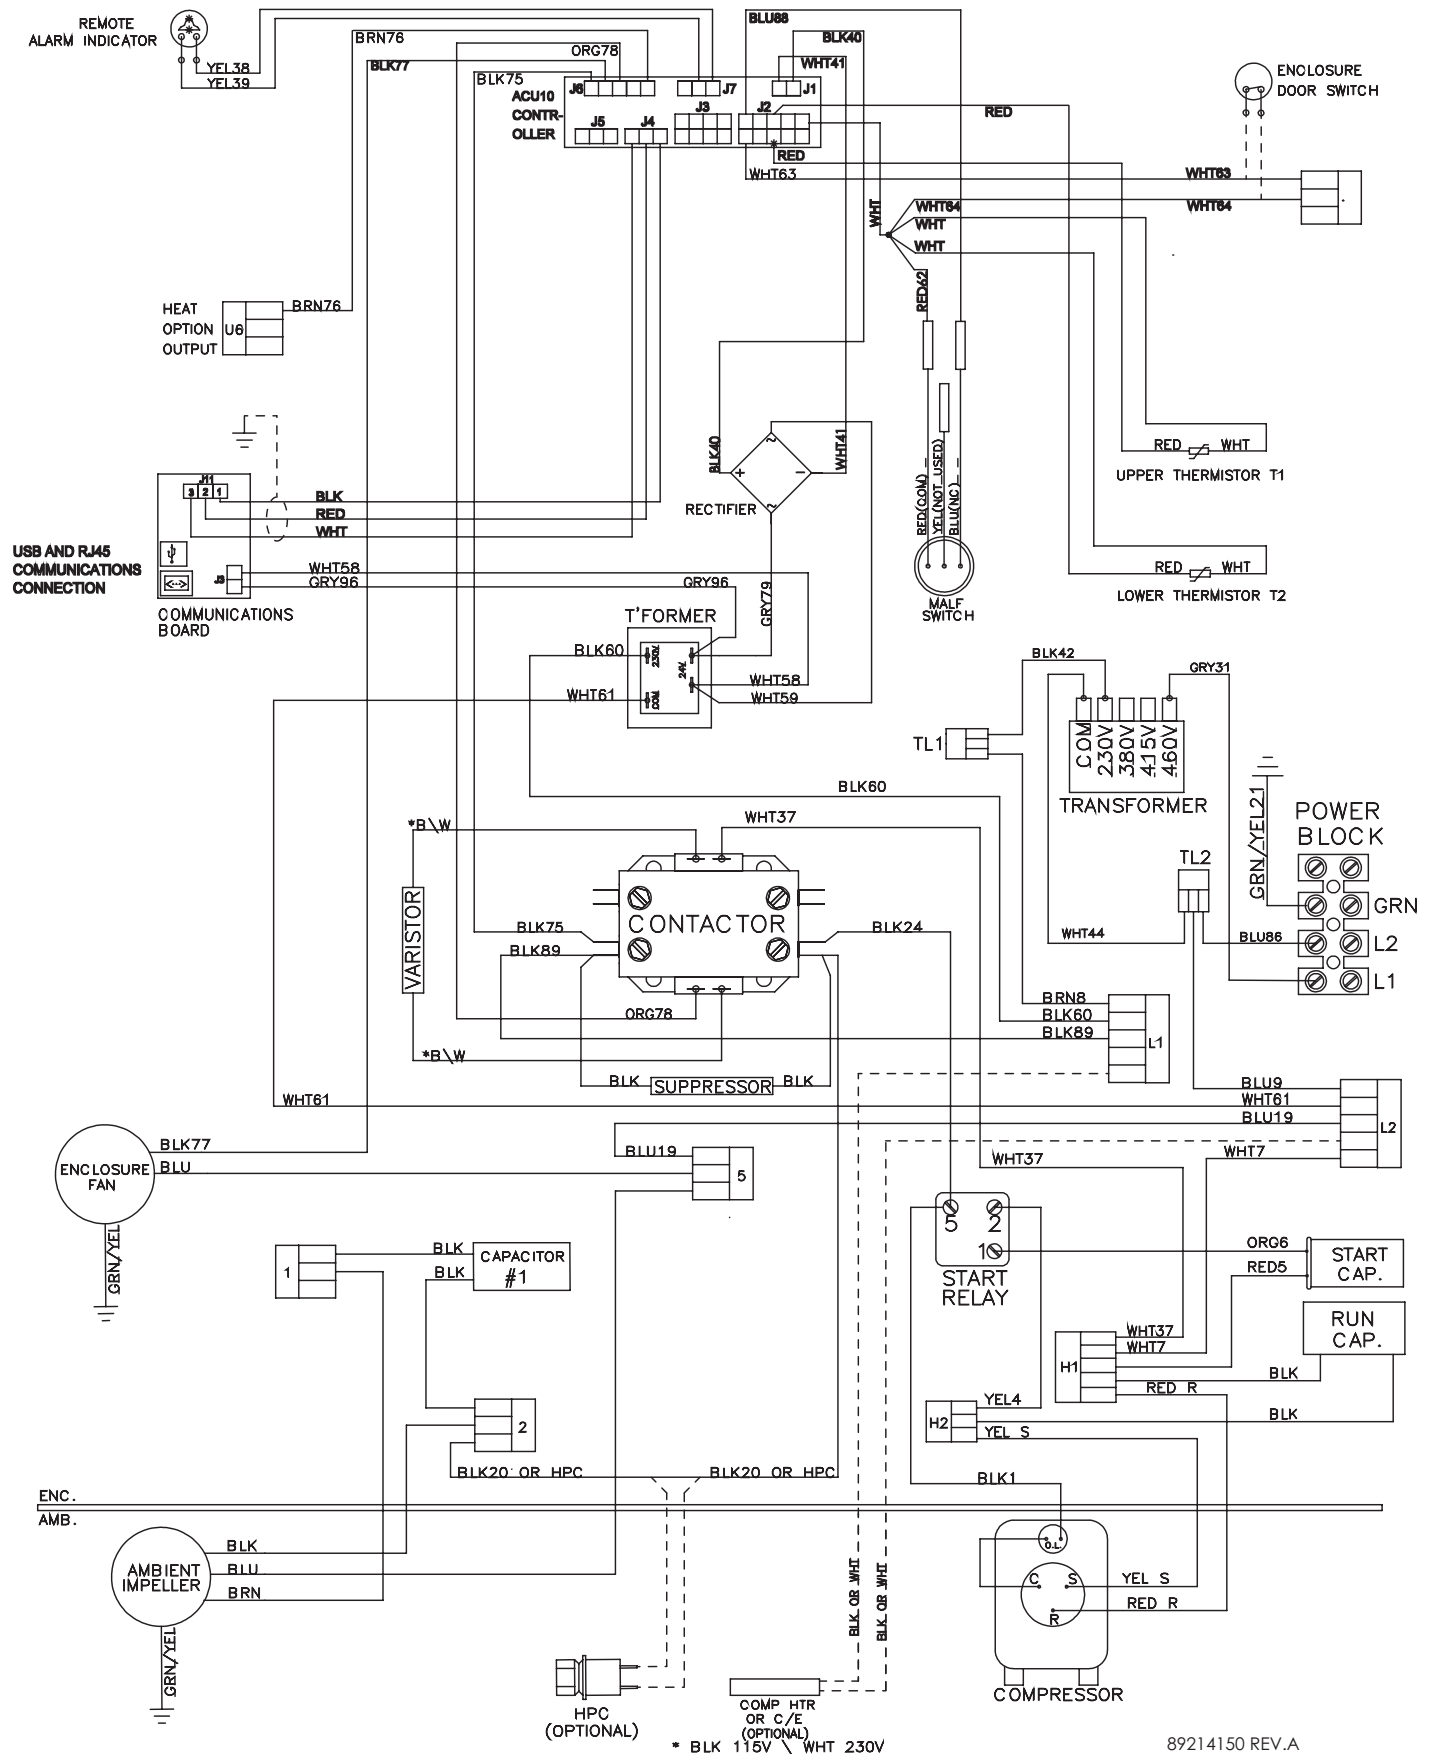 REMOTE
ALARM INDICATOR
YEL38
YEL39
BRN76
BLK77
ORG78
BLK75
BLU88
BLK40
WHT41
J6
J7
J1
ACU10
CONTR-
OLLER
J3
J2
J5
J4
RED
RED
WHT63
WHT63
WHT
WHT64
WHT64
WHT
WHT
RED62
ENCLOSURE
DOOR SWITCH
HEAT
OPTION
OUTPUT
U6
BRN76
BLK40
WHT41
+
~
-
~
RECTIFIER
RED(COM)
YEL(NOT USED)
BLU(NC)
MALF
SWITCH
RED
WHT
UPPER THERMISTOR T1
RED
WHT
LOWER THERMISTOR T2
J11
3 2 1
BLK
RED
WHT
USB AND RJ45
COMMUNICATIONS
CONNECTION
<-->
J3
WHT58
GRY96
COMMUNICATIONS
BOARD
GRY96
GRY79
T'FORMER
BLK60
230V
24V
COM
WHT61
WHT58
WHT59
BLK42
GRY31
TL1
COM
230V
380V
415V
460V
TRANSFORMER
BLK60
GRN/YEL21
POWER
BLOCK
TL2
GRN
L2
L1
WHT44
BLU86
*B\W
WHT37
VARISTOR
CONTACTOR
BLK75
BLK89
BLK24
ORG78
*B\W
BLK
SUPPRESSOR
BLK
BRN8
BLK60
BLK89
L1
WHT61
BLU9
WHT61
BLU19
L2
WHT7
ENCLOSURE
FAN
BLK77
BLU
GRN/YEL
BLU19
5
WHT37
5
2
1
START
RELAY
ORG6
RED5
START
CAP.
RUN
CAP.
1
BLK
BLK
CAPACITOR
#1
WHT37
WHT7
H1
BLK
RED R
YEL4
H2
BLK
YEL S
2
BLK20 OR HPC
BLK20 OR HPC
BLK1
ENC.
AMB.
AMBIENT
IMPELLER
BLK
BLU
BRN
GRN/YEL
BLK OR WHT
BLK OR WHT
O.L.
C
S
R
YEL S
RED R
COMPRESSOR
HPC
(OPTIONAL)
COMP HTR
OR C/E
(OPTIONAL)
* BLK 115V \ WHT 230V
89214150 REV.A